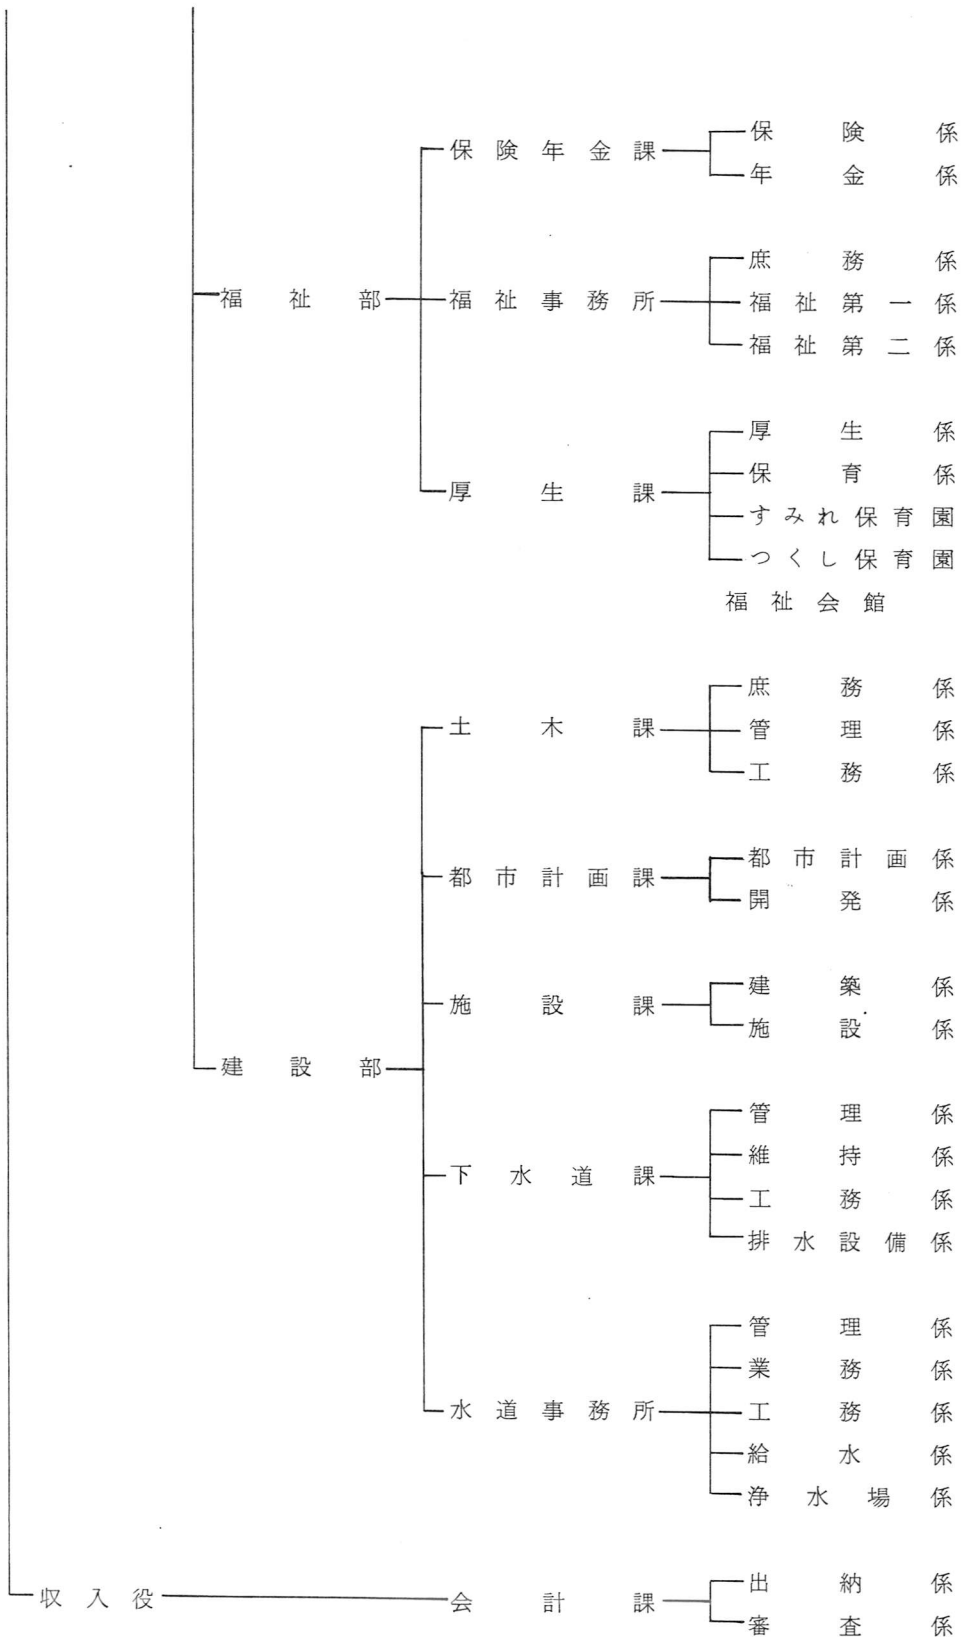 保険係
保険年金課
年金係
庶務係
福祉部 福祉事務所 福祉第一係
福祉第二係
厚生係
保育係
厚生課
すみれ保育園
つくし保育園
福祉会館
庶務係
土木課 管理係
工務係
都市計画係
都市計画課
開発係
建築係
施設課
施設係
建設部
管理係
維持係
下水道課
工務係
排水設備係
管理係
業務係
水道事務所 工務係
給水係
浄水場係
出納係
収入役 会計課
審査係